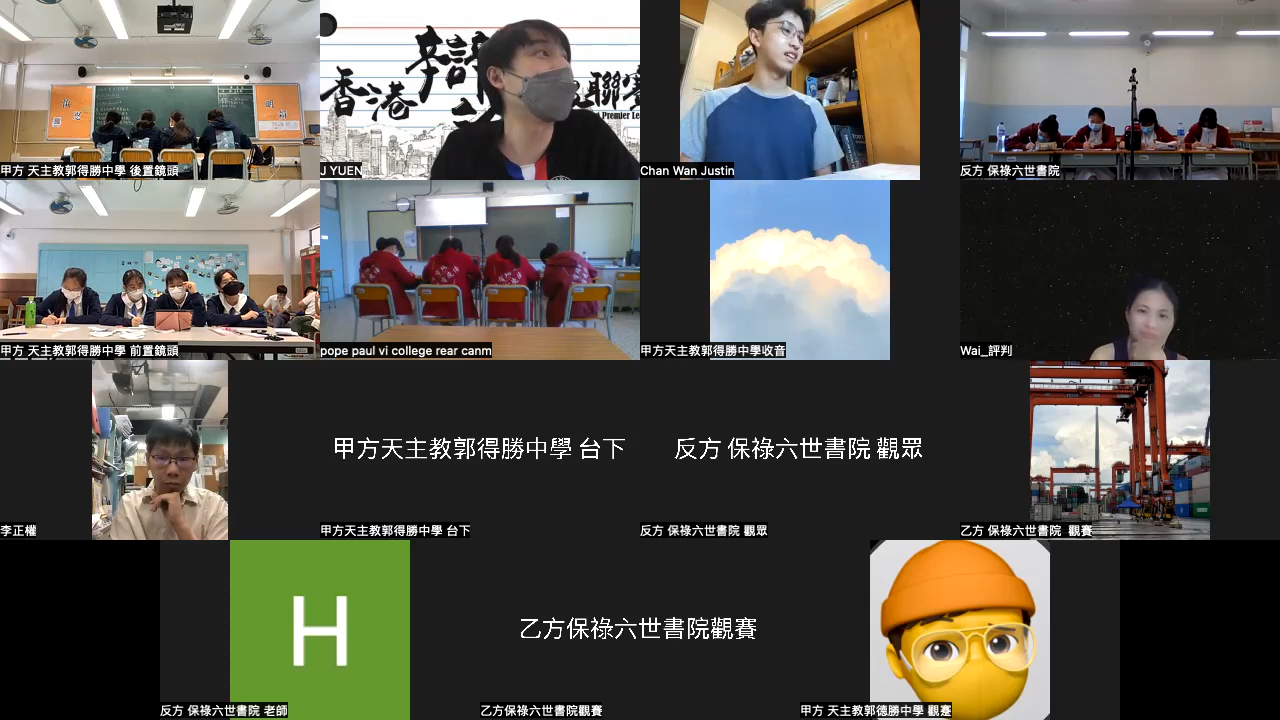 甲方 天主教郭得勝中學 後置鏡頭
香港
聯賽
Premier Le
J YUEN
Chan Wan Justin
反方 保祿六世書院
甲方 天主教郭得勝中學 前置鏡頭
pope paul vi college rear canm
甲方天主教郭得勝中學收音
Wai_評判
李正權
甲方天主教郭得勝中學 台下
甲方天主教郭得勝中學 台下
反方 保祿六世書院 觀眾
反方 保祿六世書院 觀眾
乙方 保祿六世書院 觀賽
H
反方 保祿六世書院 老師
乙方保祿六世書院觀賽
乙方保祿六世書院觀賽
甲方 天主教郭德勝中學 觀蹇